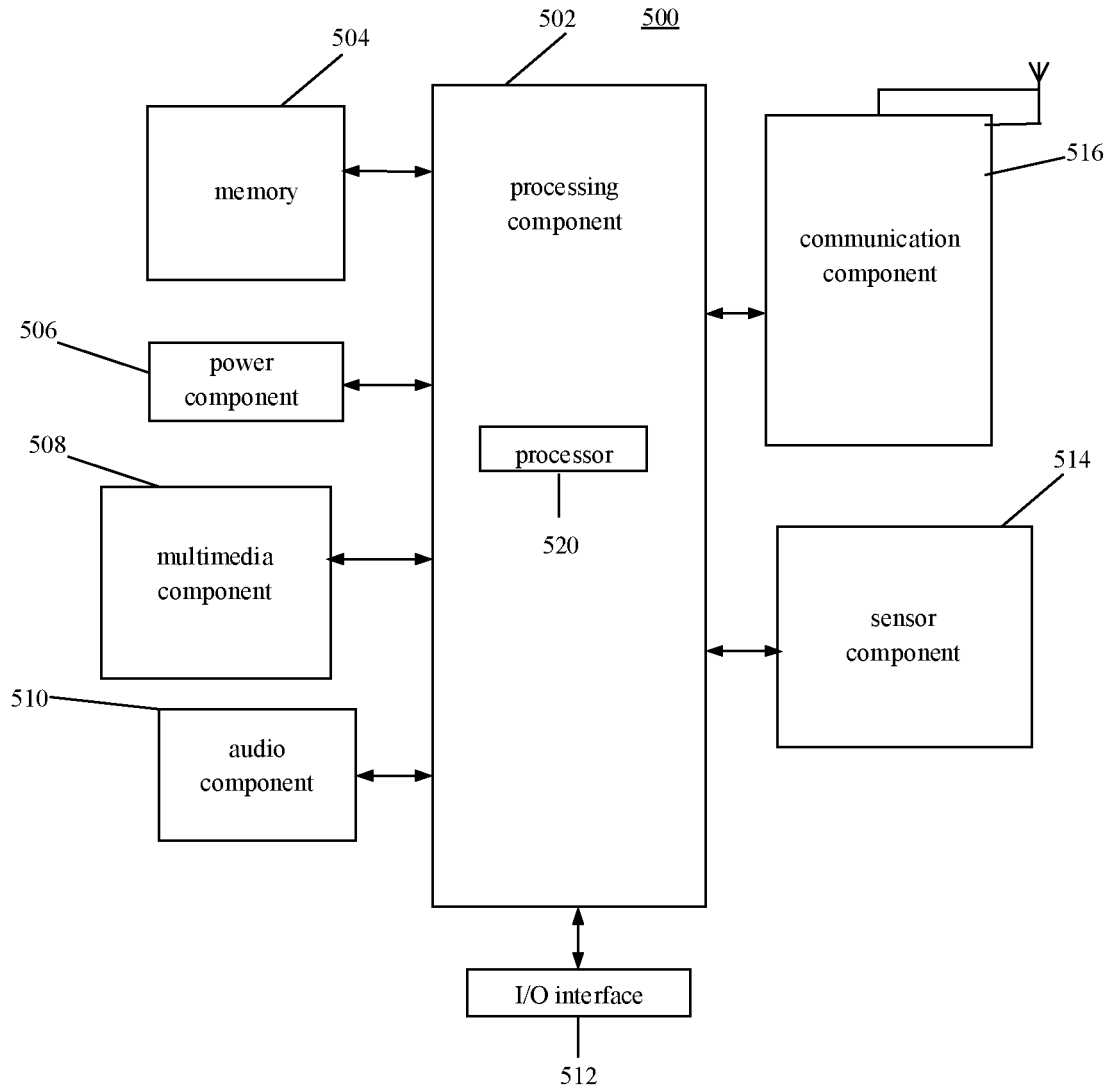 502
500
504
memory
processing
component
516
communication
component
506
power
component
508
processor
514
520
multimedia
component
sensor
component
510
audio
component
I/O interface
512